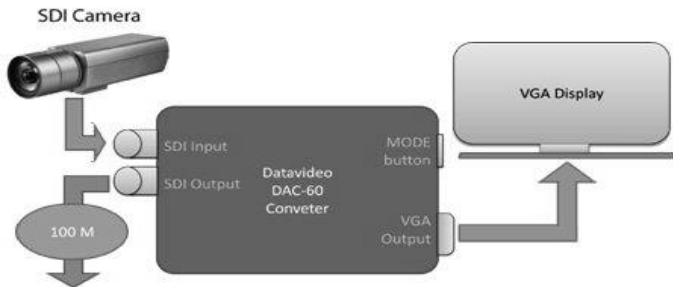 SDI Camera
VGA Display
SDI Input
MODE
button
SDI Output
Datavideo
DAC-60
Conveter
VGA
Output
100 M